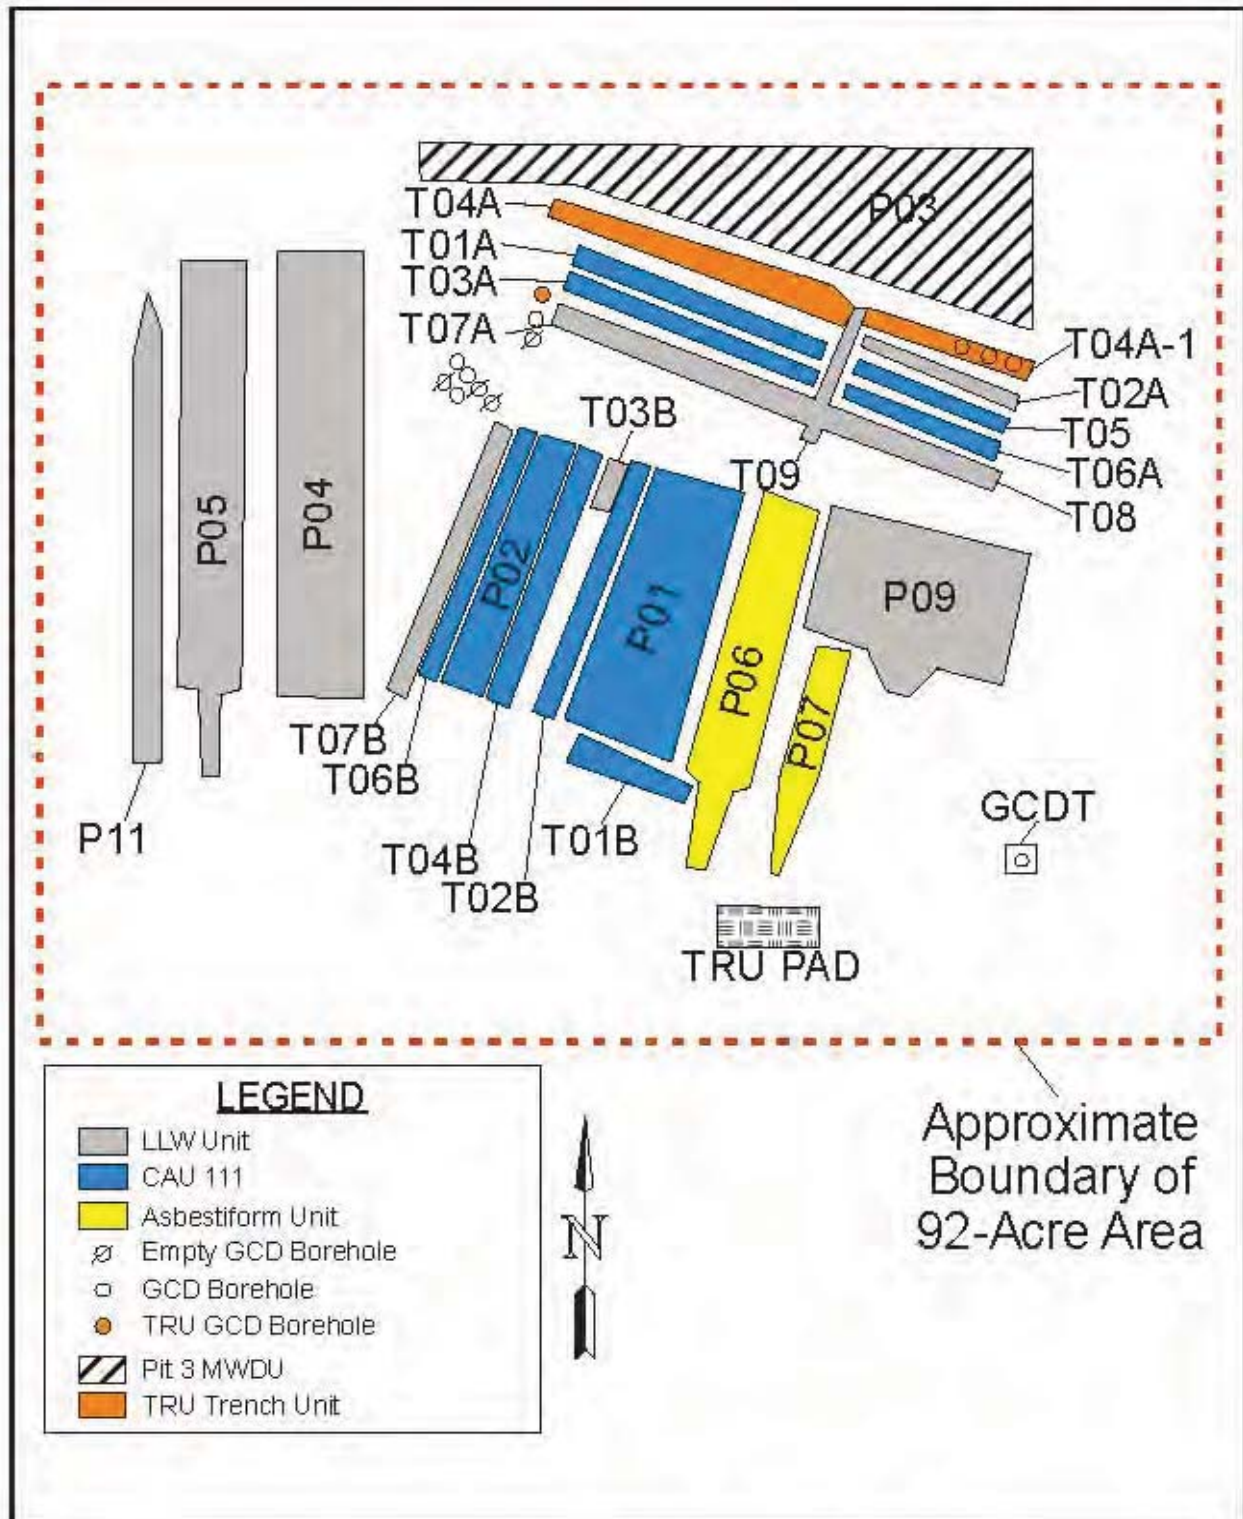 P03
T04A
T01A
T03A
T07A
T04A-1
T02A
T05
T06A
T08
T09
T03B
P05
P04
P02
P01
P06
P07
P09
T07B
T06B
T04B
T02B
T01B
P11
GCDT
TRU PAD
Approximate
Boundary of
92-Acre Area
LEGEND
LLW Unit
CAU 111
Asbestiform Unit
Empty GCD Borehole
GCD Borehole
TRU GCD Borehole
Pit 3 MWDU
TRU Trench Unit
N